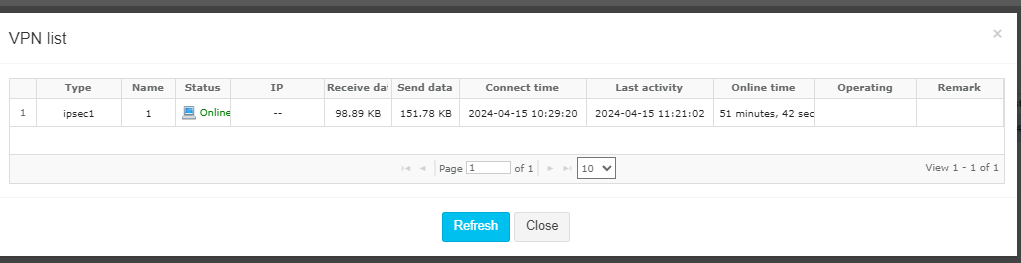 VPN list ×
Type Name Status IP Receive dat Send data Connect time Last activity Online time Operating Remark
1 ipsec1 1 Online -- 98.89 KB 151.78 KB 2024-04-15 10:29:20 2024-04-15 11:21:02 51 minutes, 42 sec
Page 1 of 1 10 View 1 - 1 of 1
Refresh Close